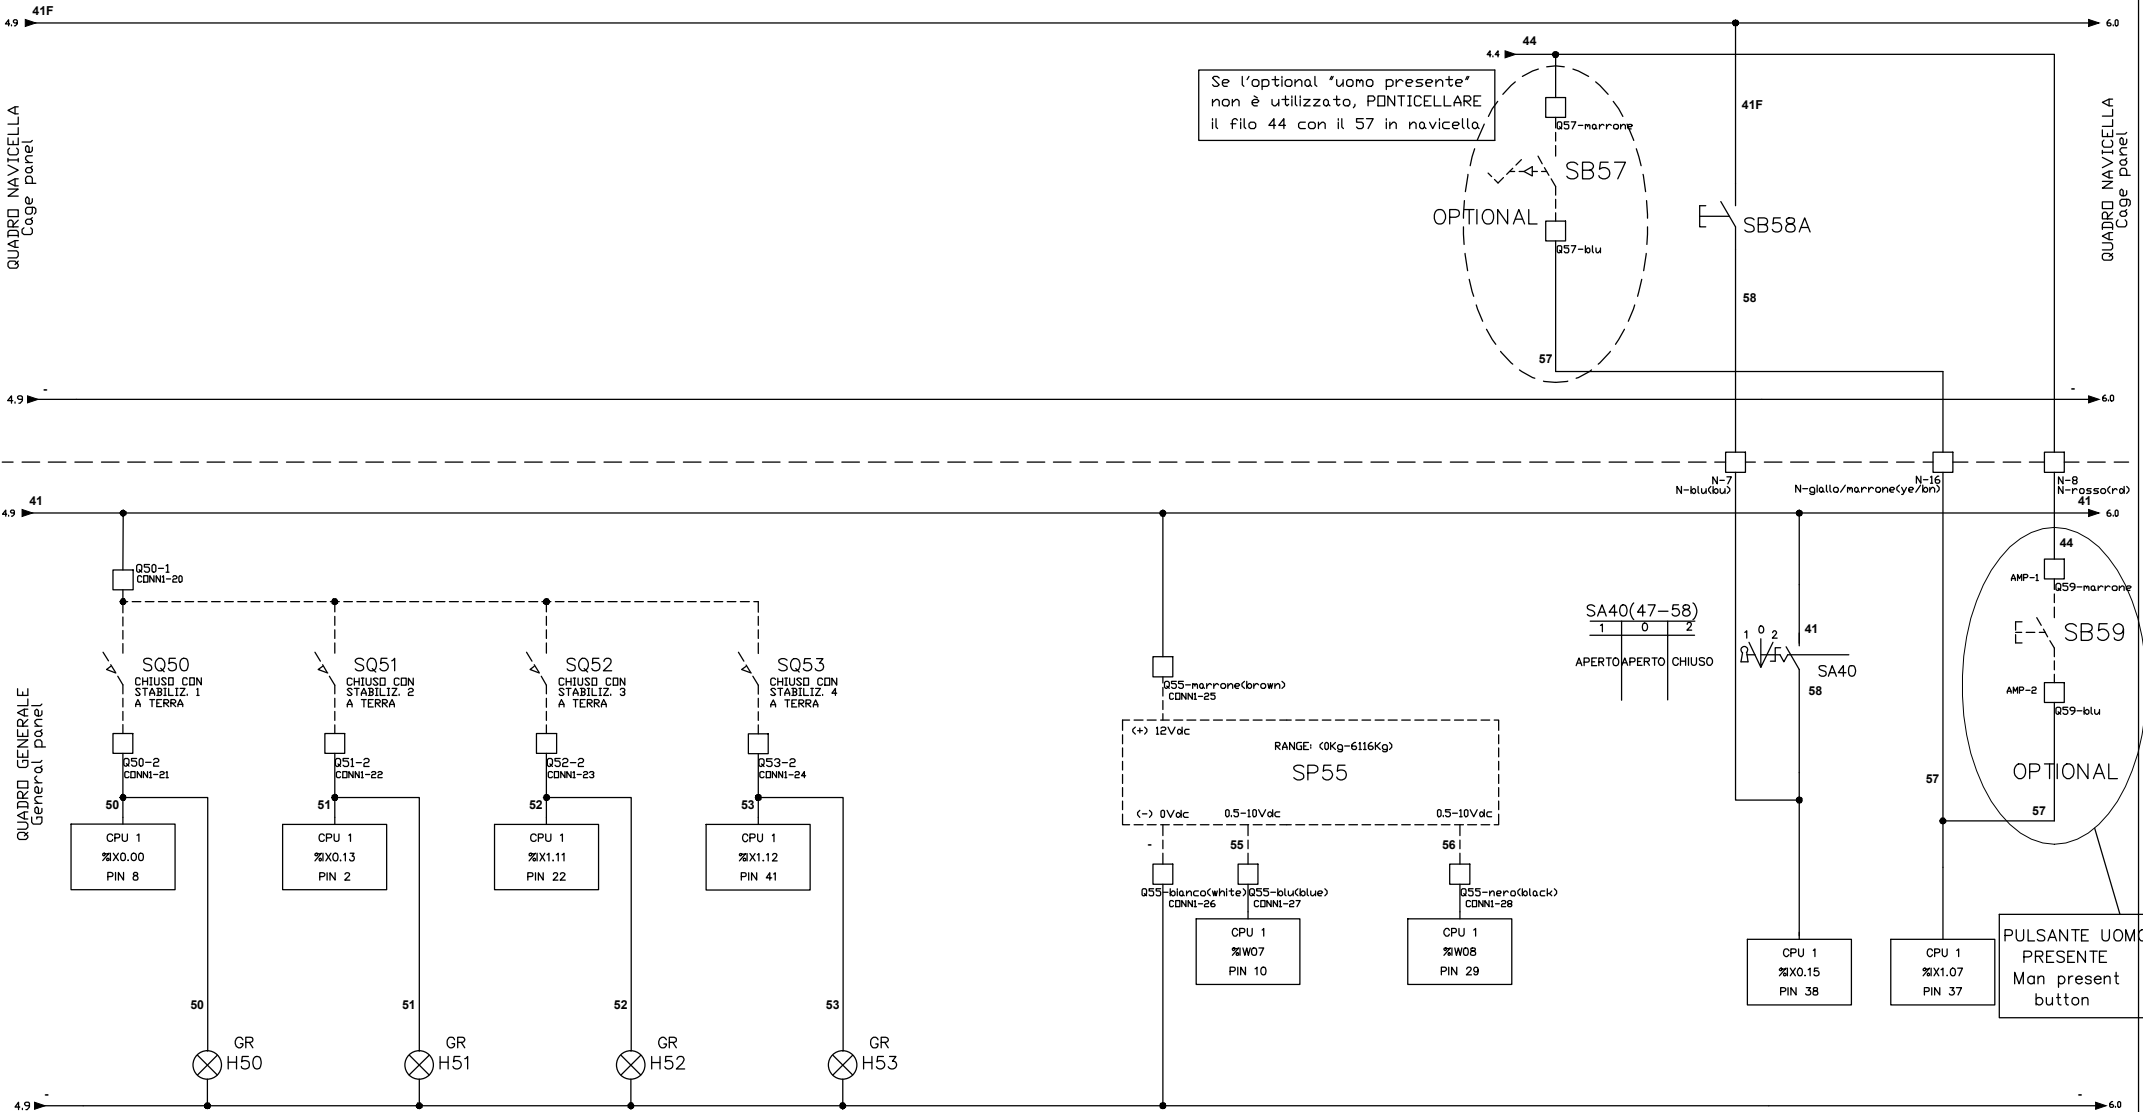 4.9
41F
6.0
4.4
44
Se l'optional "uomo presente"
non è utilizzato, PONTICELLARE
il filo 44 con il 57 in navicella
Q57-marrone
SB57
OPTIONAL
Q57-blu
57
41F
SB58A
58
QUADRO NAVICELLA
Cage panel
QUADRO NAVICELLA
Cage panel
4.9
-
-
6.0
N-7
N-blu(bu)
N-16
N-giallo/marrone(ye/bn)
N-8
N-rosso(rd)
4.9
41
41
6.0
Q50-1
CONN1-20
SQ50
CHIUSO CON
STABILIZ. 1
A TERRA
SQ51
CHIUSO CON
STABILIZ. 2
A TERRA
SQ52
CHIUSO CON
STABILIZ. 3
A TERRA
SQ53
CHIUSO CON
STABILIZ. 4
A TERRA
Q50-2
CONN1-21
Q51-2
CONN1-22
Q52-2
CONN1-23
Q53-2
CONN1-24
50
51
52
53
CPU 1
%IX0.00
PIN 8
CPU 1
%IX0.13
PIN 2
CPU 1
%IX1.11
PIN 22
CPU 1
%IX1.12
PIN 41
50
51
52
53
GR
H50
GR
H51
GR
H52
GR
H53
QUADRO GENERALE
General panel
Q55-marrone(brown)
CONN1-25
(+) 12Vdc
RANGE: (0Kg-6116Kg)
SP55
(-) 0Vdc
0.5-10Vdc
0.5-10Vdc
-
55
56
Q55-bianco(white)
CONN1-26
Q55-blu(blue)
CONN1-27
Q55-nero(black)
CONN1-28
CPU 1
%IW07
PIN 10
CPU 1
%IW08
PIN 29
SA40(47-58)
1 0 2
APERTO APERTO CHIUSO
1 0 2
41
SA40
58
57
44
AMP-1
Q59-marrone
SB59
AMP-2
Q59-blu
OPTIONAL
57
CPU 1
%IX0.15
PIN 38
CPU 1
%IX1.07
PIN 37
PULSANTE UOMO
PRESENTE
Man present
button
4.9
-
-
6.0